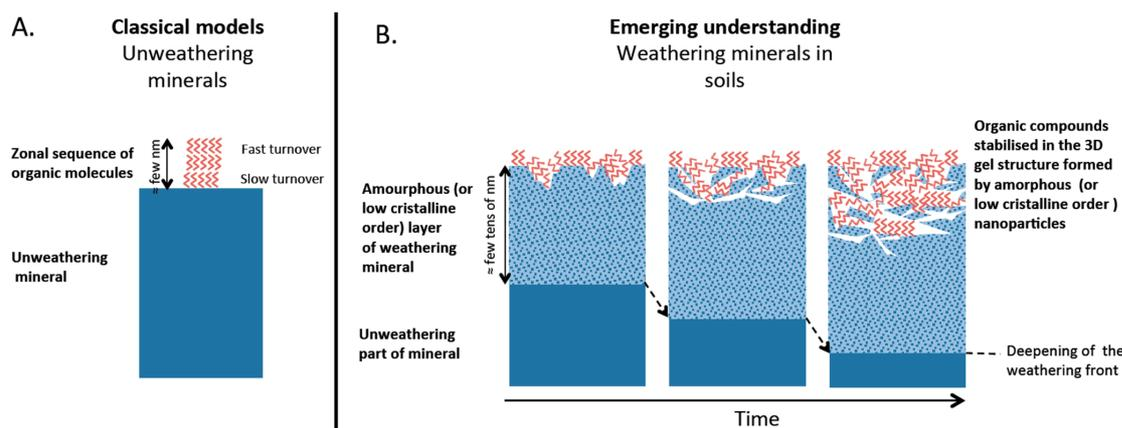 A.
Classical models
Unweathering
minerals
Zonal sequence of
organic molecules
≈ few nm
Fast turnover
Slow turnover
Unweathering
mineral
B.
Emerging understanding
Weathering minerals in
soils
Amourphous (or
low cristalline
order) layer
of weathering
mineral
≈ few tens of nm
Unweathering
part of mineral
Organic compounds
stabilised in the 3D
gel structure formed
by amorphous (or
low cristalline order )
nanoparticles
Deepening of the
weathering front
Time